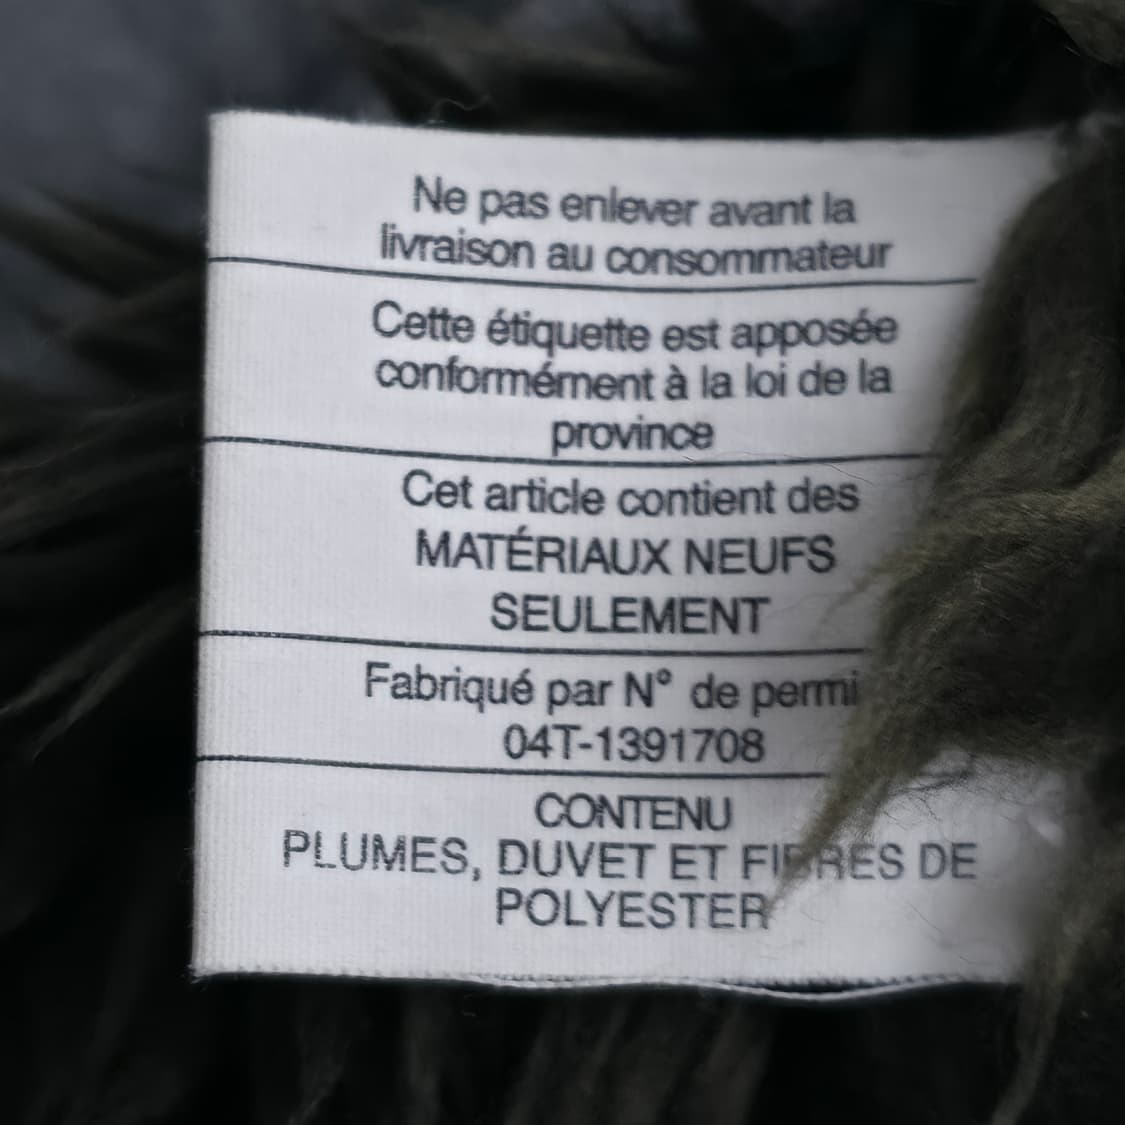 Ne pas enlever avant la
livraison au consommateur
Cette étiquette est apposée
conformément à la loi de la
province
Cet article contient des
MATÉRIAUX NEUFS
SEULEMENT
Fabriqué par N° de permi
04T-1391708
CONTENU
PLUMES, DUVET ET FIBRES DE
POLYESTER